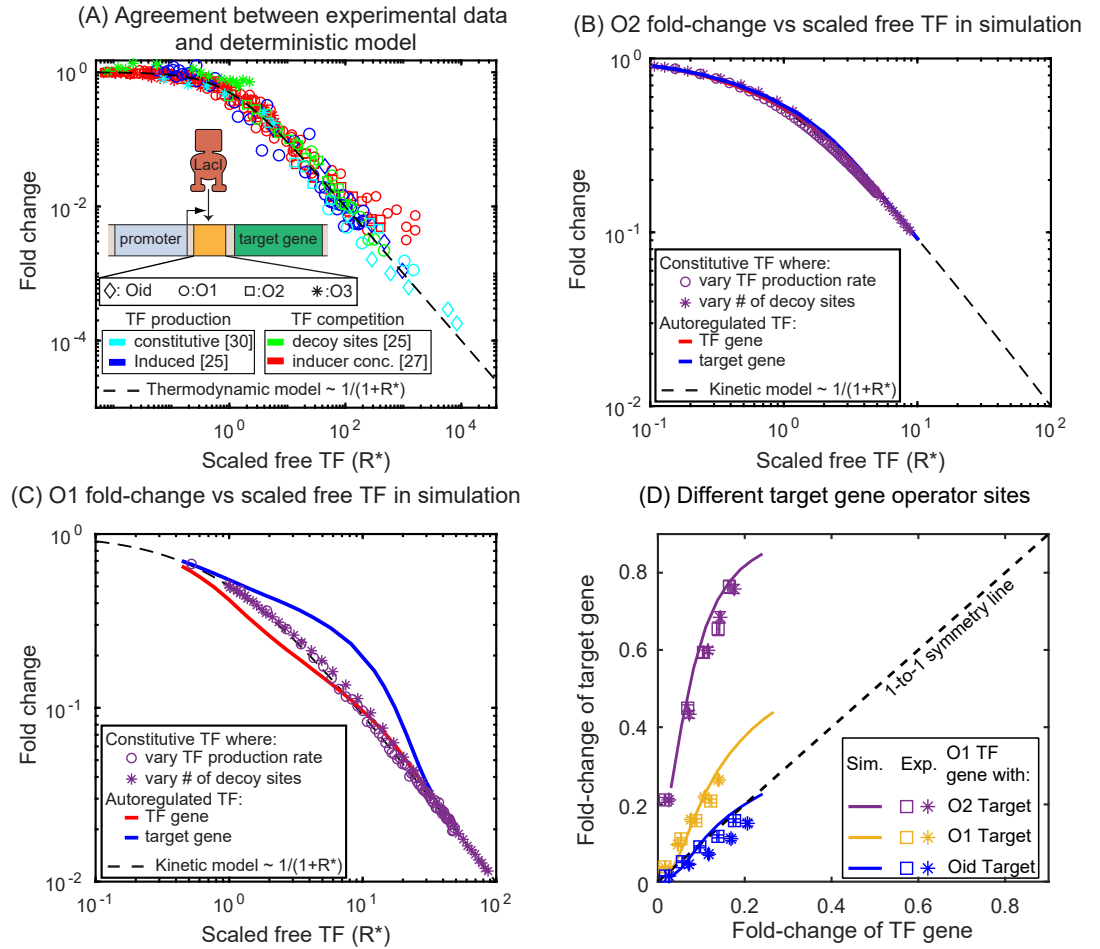 (A) Agreement between experimental data
and deterministic model
10^0
10^-2
10^-4
Fold change
LacI
promoter
target gene
◇: Oid ○: O1 □: O2 ✳: O3
TF production
constitutive [30]
Induced [25]
TF competition
decoy sites [25]
inducer conc. [27]
Thermodynamic model ~ 1/(1+R*)
10^0 10^2 10^4
Scaled free TF (R*)
(B) O2 fold-change vs scaled free TF in simulation
10^0
10^-1
10^-2
Fold change
Constitutive TF where:
vary TF production rate
vary # of decoy sites
Autoregulated TF:
TF gene
target gene
Kinetic model ~ 1/(1+R*)
10^-1 10^0 10^1 10^2
Scaled free TF (R*)
(C) O1 fold-change vs scaled free TF in simulation
10^0
10^-1
10^-2
Fold change
Constitutive TF where:
vary TF production rate
vary # of decoy sites
Autoregulated TF:
TF gene
target gene
Kinetic model ~ 1/(1+R*)
10^-1 10^0 10^1 10^2
Scaled free TF (R*)
(D) Different target gene operator sites
0.8
0.6
0.4
0.2
0
Fold-change of target gene
1-to-1 symmetry line
Sim. Exp. O1 TF
gene with:
O2 Target
O1 Target
Oid Target
0 0.2 0.4 0.6 0.8
Fold-change of TF gene